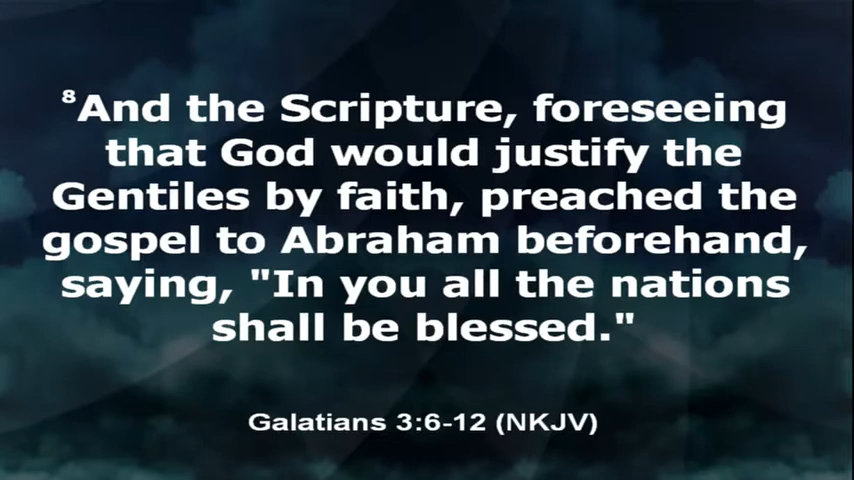 ⁸And the Scripture, foreseeing
that God would justify the
Gentiles by faith, preached the
gospel to Abraham beforehand,
saying, "In you all the nations
shall be blessed."
Galatians 3:6-12 (NKJV)